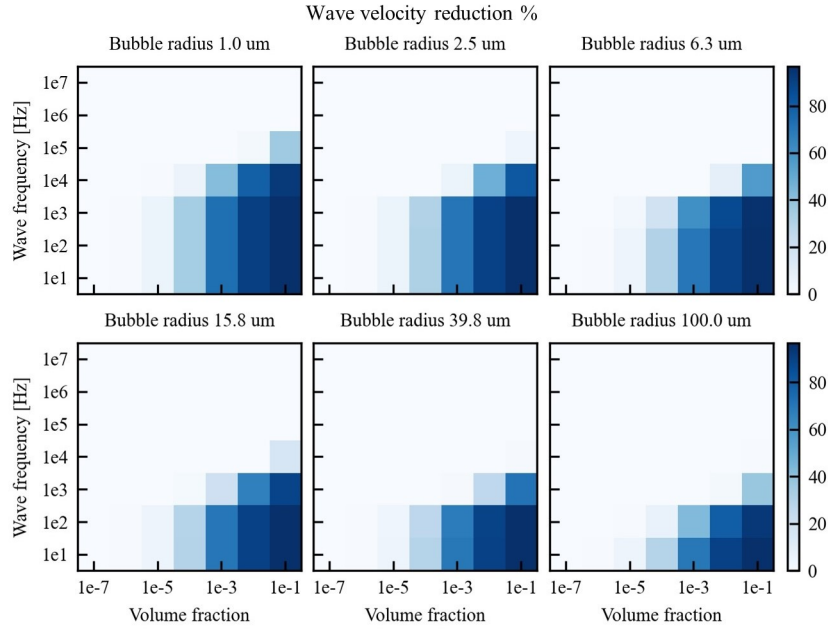 Wave velocity reduction %
Bubble radius 1.0 um
Bubble radius 2.5 um
Bubble radius 6.3 um
Wave frequency [Hz]
1e7
1e6
1e5
1e4
1e3
1e2
1e1
80
60
40
20
0
Bubble radius 15.8 um
Bubble radius 39.8 um
Bubble radius 100.0 um
Wave frequency [Hz]
1e7
1e6
1e5
1e4
1e3
1e2
1e1
80
60
40
20
0
1e-7 1e-5 1e-3 1e-1
1e-7 1e-5 1e-3 1e-1
1e-7 1e-5 1e-3 1e-1
Volume fraction
Volume fraction
Volume fraction